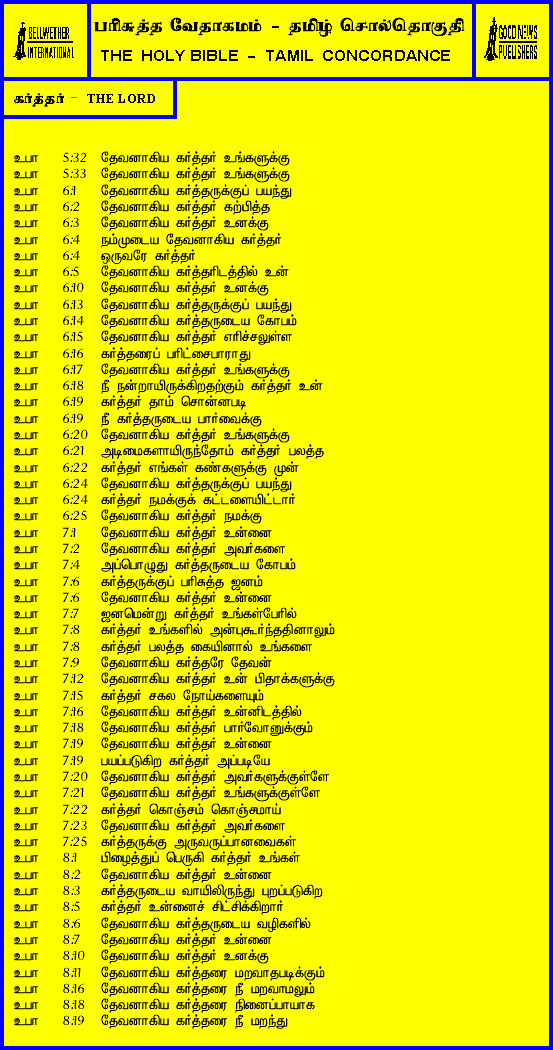 BELLWETHER
INTERNATIONAL
பரிசுத்த வேதாகமம் - தமிழ் சொல்தொகுதி
THE HOLY BIBLE - TAMIL CONCORDANCE
GOOD NEWS
PUBLISHERS
கர்த்தர் - THE LORD
உபா 5:32 தேவனாகிய கர்த்தர் உங்களுக்கு
உபா 5:33 தேவனாகிய கர்த்தர் உங்களுக்கு
உபா 6:1 தேவனாகிய கர்த்தருக்குப் பயந்து
உபா 6:2 தேவனாகிய கர்த்தர் கற்பித்த
உபா 6:3 தேவனாகிய கர்த்தர் உனக்கு
உபா 6:4 நம்முடைய தேவனாகிய கர்த்தர்
உபா 6:4 ஒருவரே கர்த்தர்
உபா 6:5 தேவனாகிய கர்த்தரிடத்தில் உன்
உபா 6:10 தேவனாகிய கர்த்தர் உனக்கு
உபா 6:13 தேவனாகிய கர்த்தருக்குப் பயந்து
உபா 6:14 தேவனாகிய கர்த்தருடைய கோபம்
உபா 6:15 தேவனாகிய கர்த்தர் எரிச்சலுள்ள
உபா 6:16 கர்த்தரைப் பரிட்சைபாராது
உபா 6:17 தேவனாகிய கர்த்தர் உங்களுக்கு
உபா 6:18 நீ நன்றாயிருக்கிறதற்கும் கர்த்தர் உன்
உபா 6:19 கர்த்தர் தாம் சொன்னபடி
உபா 6:19 நீ கர்த்தருடைய பார்வைக்கு
உபா 6:20 தேவனாகிய கர்த்தர் உங்களுக்கு
உபா 6:21 அடிமைகளாயிருந்தோம் கர்த்தர் பலத்த
உபா 6:22 கர்த்தர் எங்கள் கண்களுக்கு முன்
உபா 6:24 தேவனாகிய கர்த்தருக்குப் பயந்து
உபா 6:24 கர்த்தர் நமக்குக் கட்டளையிட்டார்
உபா 6:25 தேவனாகிய கர்த்தர் நமக்கு
உபா 7:1 தேவனாகிய கர்த்தர் உன்னை
உபா 7:2 தேவனாகிய கர்த்தர் அவர்களை
உபா 7:4 அப்பொழுது கர்த்தருடைய கோபம்
உபா 7:6 கர்த்தருக்குப் பரிசுத்த ஜனம்
உபா 7:6 தேவனாகிய கர்த்தர் உன்னை
உபா 7:7 ஜனமென்று கர்த்தர் உங்கள்பேரில்
உபா 7:8 கர்த்தர் உங்களில் அன்புகூர்ந்ததினாலும்
உபா 7:8 கர்த்தர் பலத்த கையினால் உங்களை
உபா 7:9 தேவனாகிய கர்த்தரே தேவன்
உபா 7:12 தேவனாகிய கர்த்தர் உன் பிதாக்களுக்கு
உபா 7:15 கர்த்தர் சகல நோய்களையும்
உபா 7:16 தேவனாகிய கர்த்தர் உன்னிடத்தில்
உபா 7:18 தேவனாகிய கர்த்தர் பார்வோனுக்கும்
உபா 7:19 தேவனாகிய கர்த்தர் உன்னை
உபா 7:19 பயப்படுகிற கர்த்தர் அப்படியே
உபா 7:20 தேவனாகிய கர்த்தர் அவர்களுக்குள்ளே
உபா 7:21 தேவனாகிய கர்த்தர் உங்களுக்குள்ளே
உபா 7:22 கர்த்தர் கொஞ்சம் கொஞ்சமாய்
உபா 7:23 தேவனாகிய கர்த்தர் அவர்களை
உபா 7:25 கர்த்தருக்கு அருவருப்பானவைகள்
உபா 8:1 பிழைத்துப் பெருகி கர்த்தர் உங்கள்
உபா 8:2 தேவனாகிய கர்த்தர் உன்னை
உபா 8:3 கர்த்தருடைய வாயிலிருந்து புறப்படுகிற
உபா 8:5 கர்த்தர் உன்னைச் சிட்சிக்கிறார்
உபா 8:6 தேவனாகிய கர்த்தருடைய வழிகளில்
உபா 8:7 தேவனாகிய கர்த்தர் உன்னை
உபா 8:10 தேவனாகிய கர்த்தர் உனக்கு
உபா 8:11 தேவனாகிய கர்த்தரை மறவாதபடிக்கும்
உபா 8:16 தேவனாகிய கர்த்தரை நீ மறவாமலும்
உபா 8:18 தேவனாகிய கர்த்தரை நினைப்பாயாக
உபா 8:19 தேவனாகிய கர்த்தரை நீ மறந்து